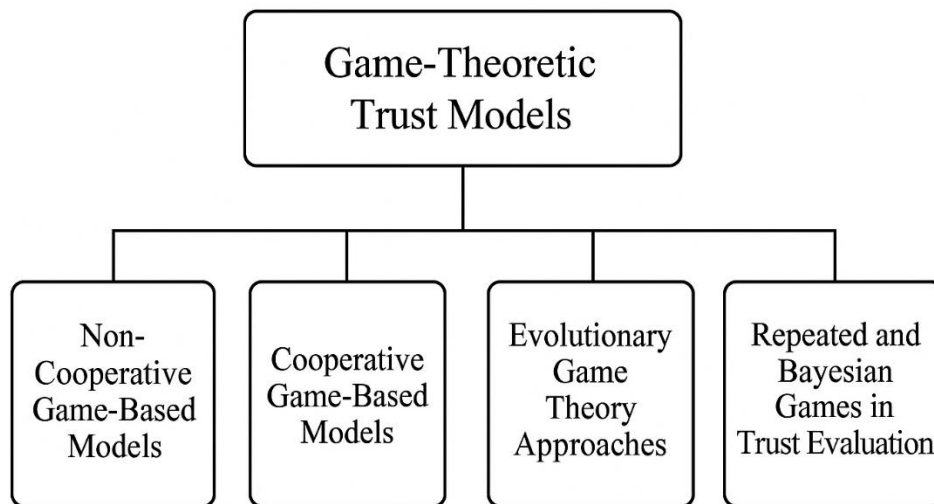 Game-Theoretic
Trust Models
Non-
Cooperative
Game-Based
Models
Cooperative
Game-Based
Models
Evolutionary
Game
Theory
Approaches
Repeated and
Bayesian
Games in
Trust Evaluation